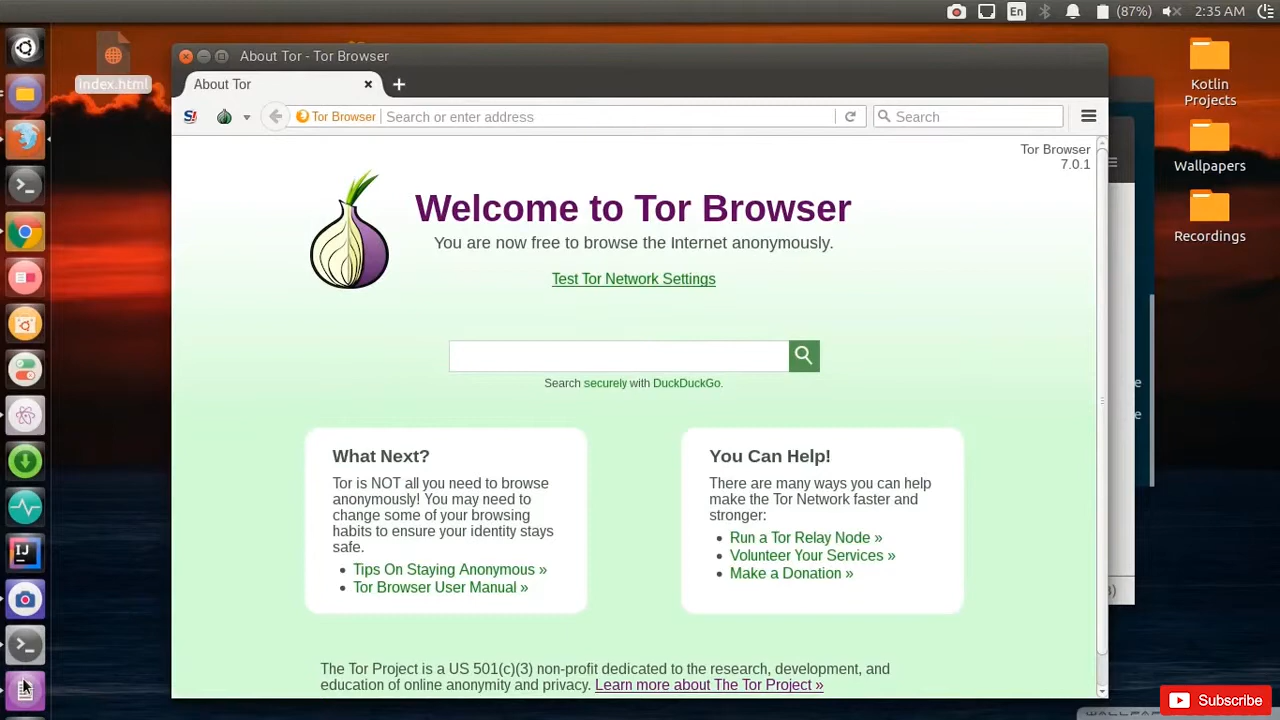 En
(87%)
2:35 AM
index.html
About Tor - Tor Browser
About Tor
S!
Tor Browser
Search or enter address
Search
Kotlin
Projects
Wallpapers
Recordings
Tor Browser
7.0.1
Welcome to Tor Browser
You are now free to browse the Internet anonymously.
Test Tor Network Settings
Search securely with DuckDuckGo.
What Next?
Tor is NOT all you need to browse
anonymously! You may need to
change some of your browsing
habits to ensure your identity stays
safe.
Tips On Staying Anonymous »
Tor Browser User Manual »
You Can Help!
There are many ways you can help
make the Tor Network faster and
stronger:
Run a Tor Relay Node »
Volunteer Your Services »
Make a Donation »
The Tor Project is a US 501(c)(3) non-profit dedicated to the research, development, and
education of online anonymity and privacy. Learn more about The Tor Project »
IJ
e
e
)
Subscribe